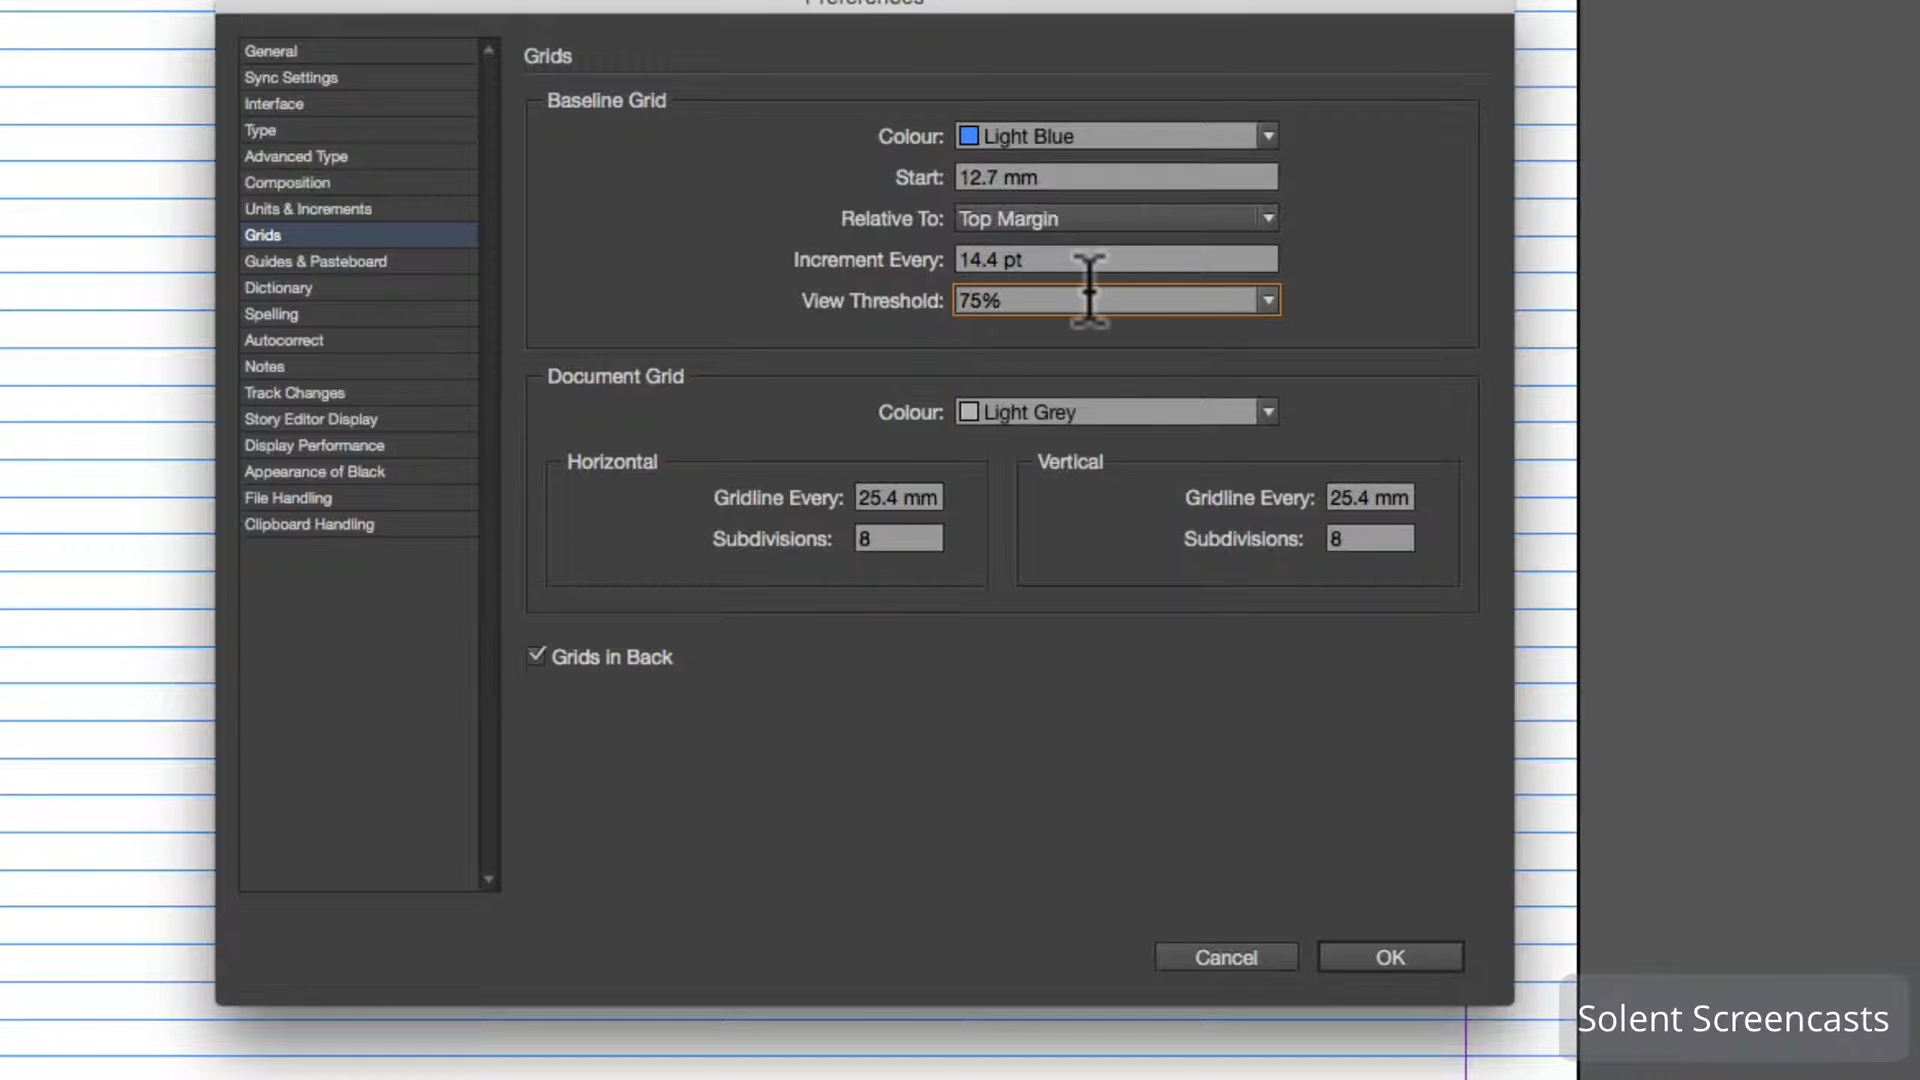 Preferences
General
Sync Settings
Interface
Type
Advanced Type
Composition
Units & Increments
Grids
Guides & Pasteboard
Dictionary
Spelling
Autocorrect
Notes
Track Changes
Story Editor Display
Display Performance
Appearance of Black
File Handling
Clipboard Handling
Grids
Baseline Grid
Colour: Light Blue
Start: 12.7 mm
Relative To: Top Margin
Increment Every: 14.4 pt
View Threshold: 75%
Document Grid
Colour: Light Grey
Horizontal
Gridline Every: 25.4 mm
Subdivisions: 8
Vertical
Gridline Every: 25.4 mm
Subdivisions: 8
Grids in Back
Cancel OK
Solent Screencasts